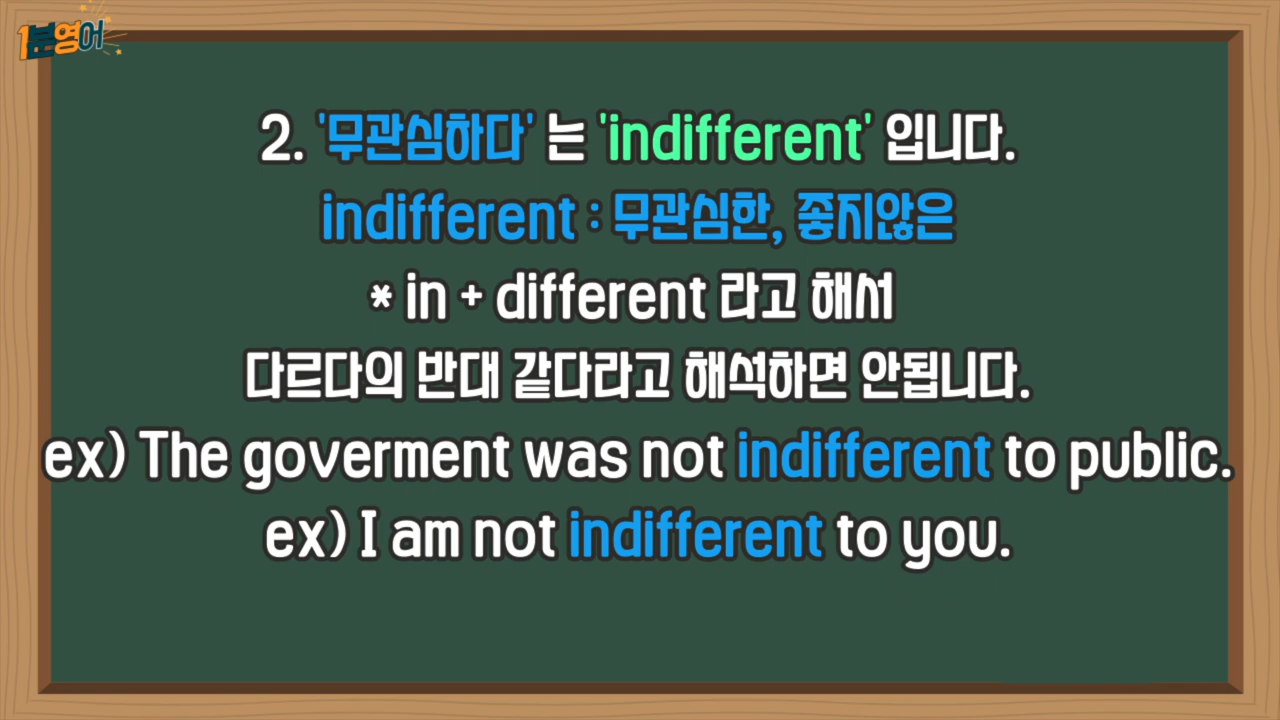 1분영어
2. '무관심하다' 는 'indifferent' 입니다.
indifferent : 무관심한, 좋지않은
* in + different 라고 해서
다르다의 반대 같다라고 해석하면 안됩니다.
ex) The goverment was not indifferent to public.
ex) I am not indifferent to you.